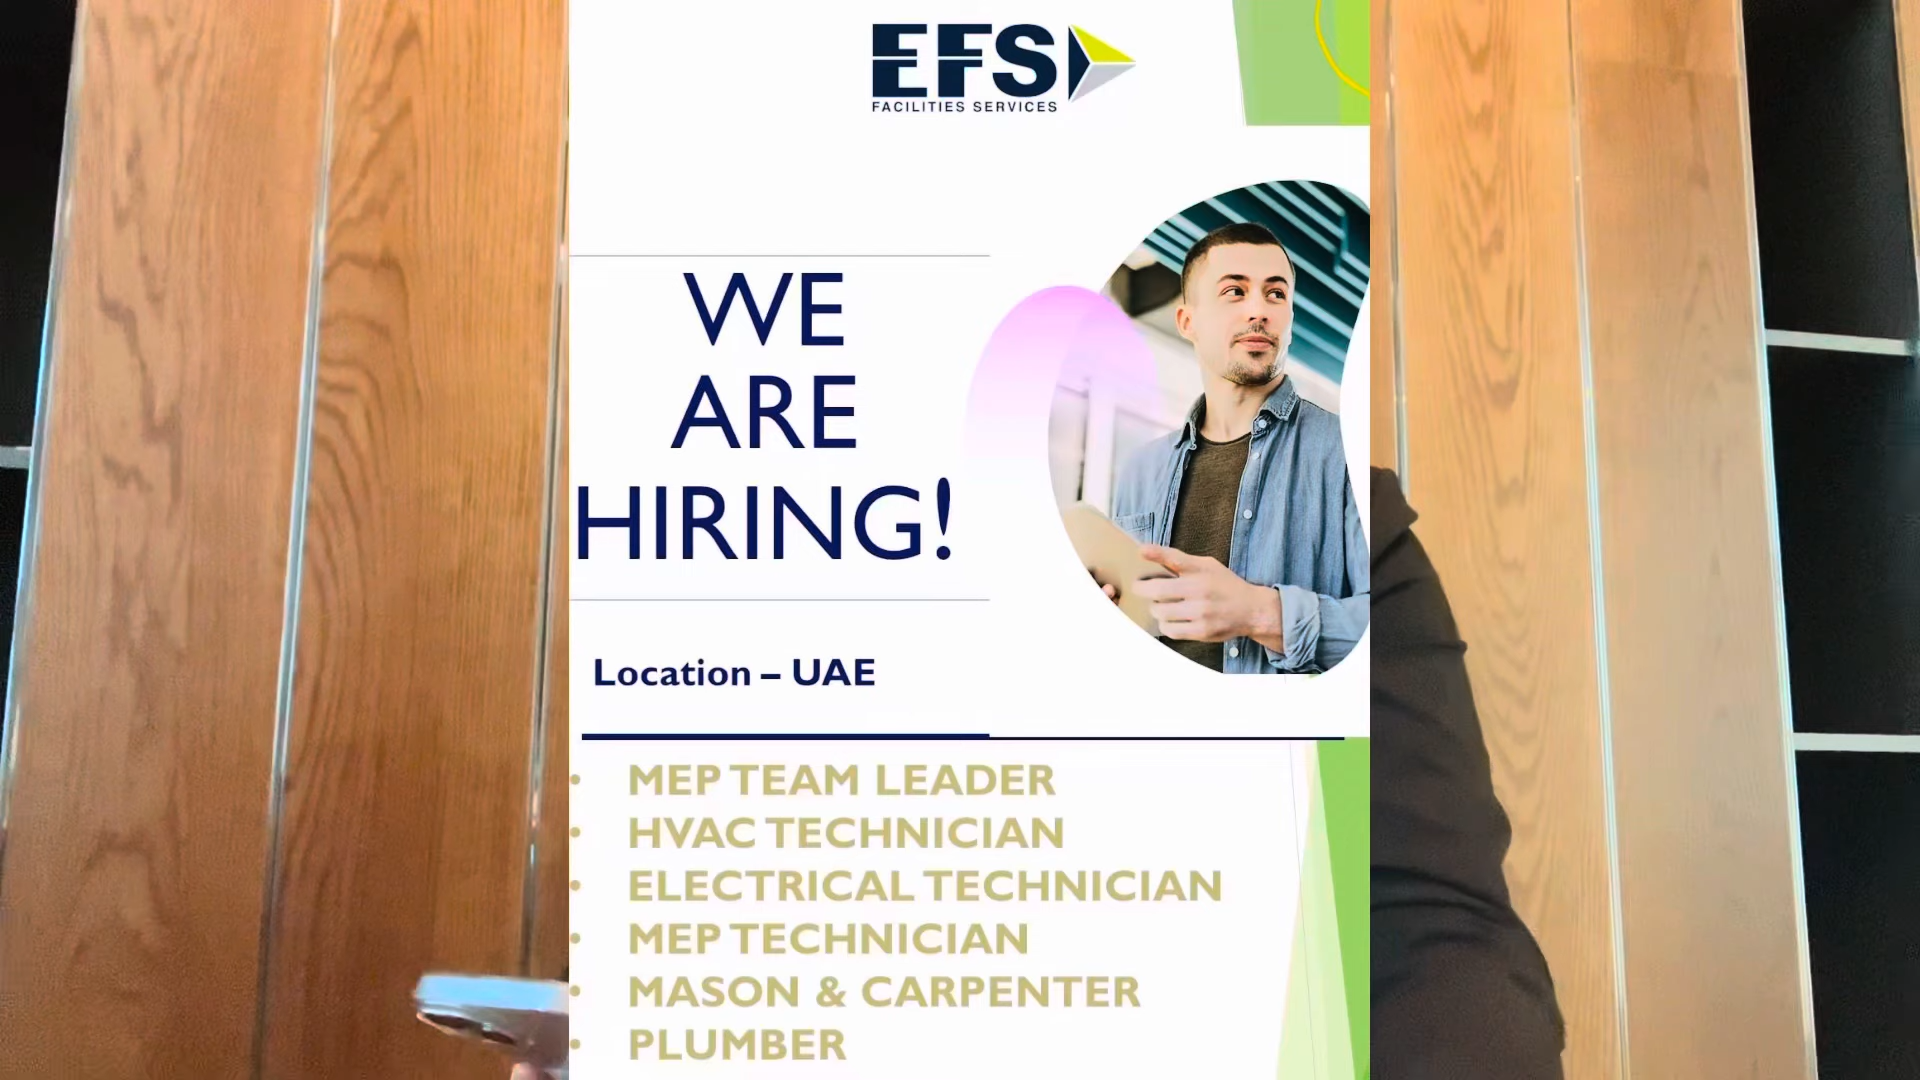 EFS
FACILITIES SERVICES
WE
ARE
HIRING!
Location – UAE
• MEP TEAM LEADER
• HVAC TECHNICIAN
• ELECTRICAL TECHNICIAN
• MEP TECHNICIAN
• MASON & CARPENTER
• PLUMBER